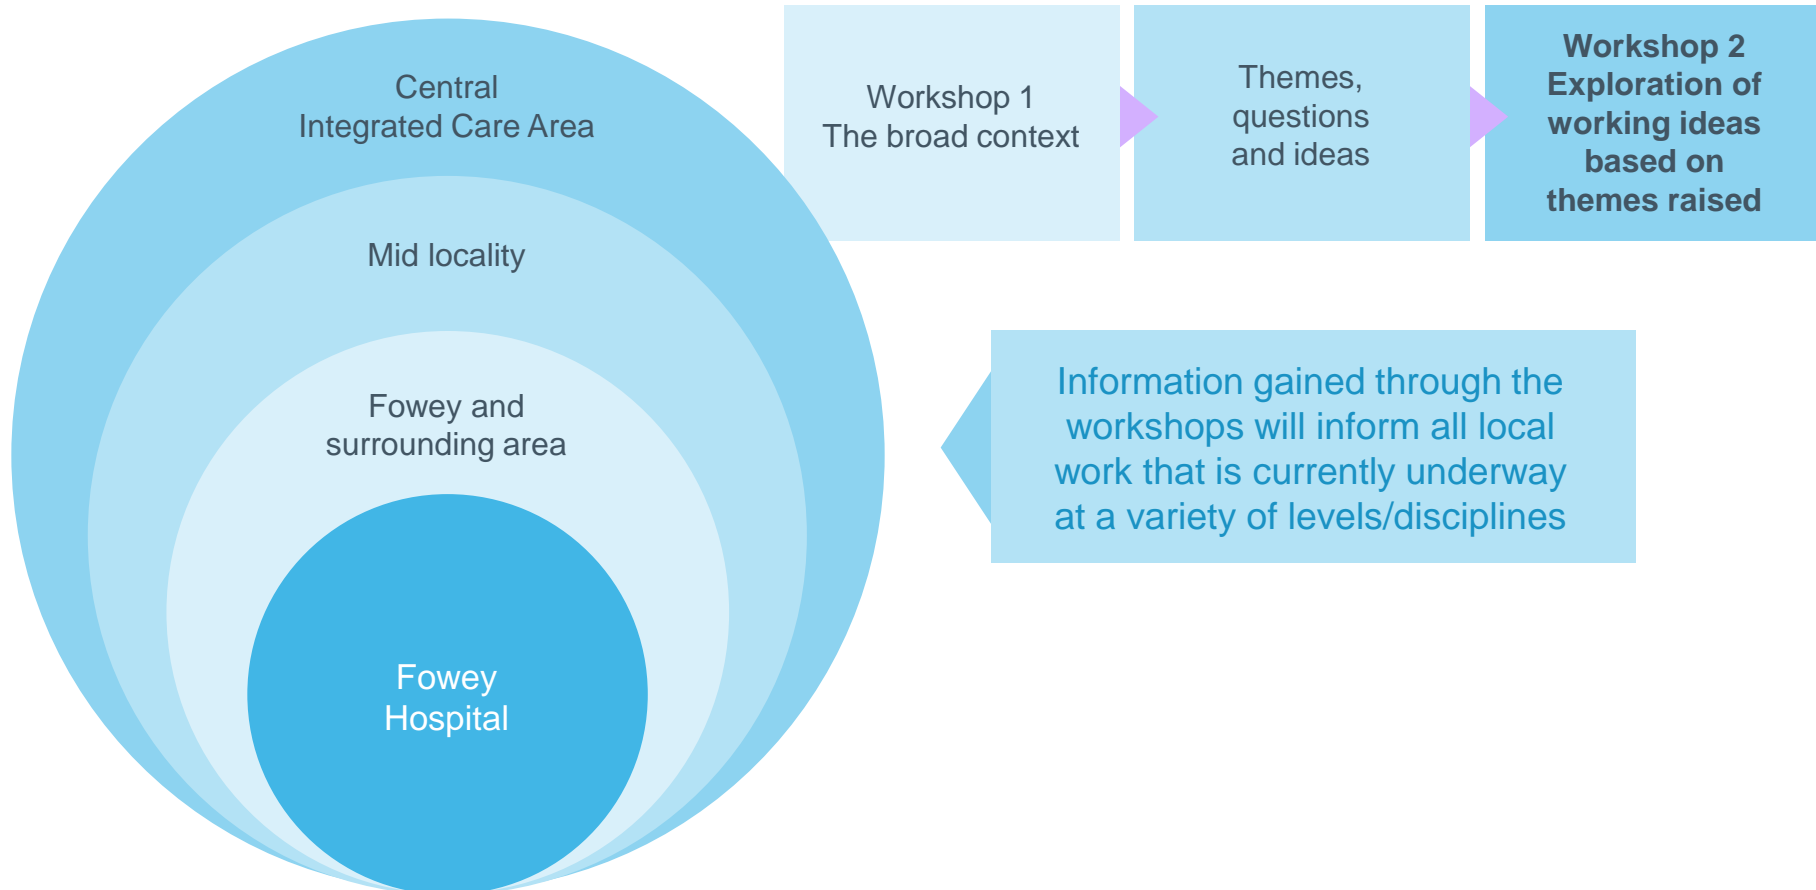 Central
Integrated Care Area
Mid locality
Fowey and
surrounding area
Fowey
Hospital
Workshop 1
The broad context
Themes,
questions
and ideas
Workshop 2
Exploration of
working ideas
based on
themes raised
Information gained through the
workshops will inform all local
work that is currently underway
at a variety of levels/disciplines